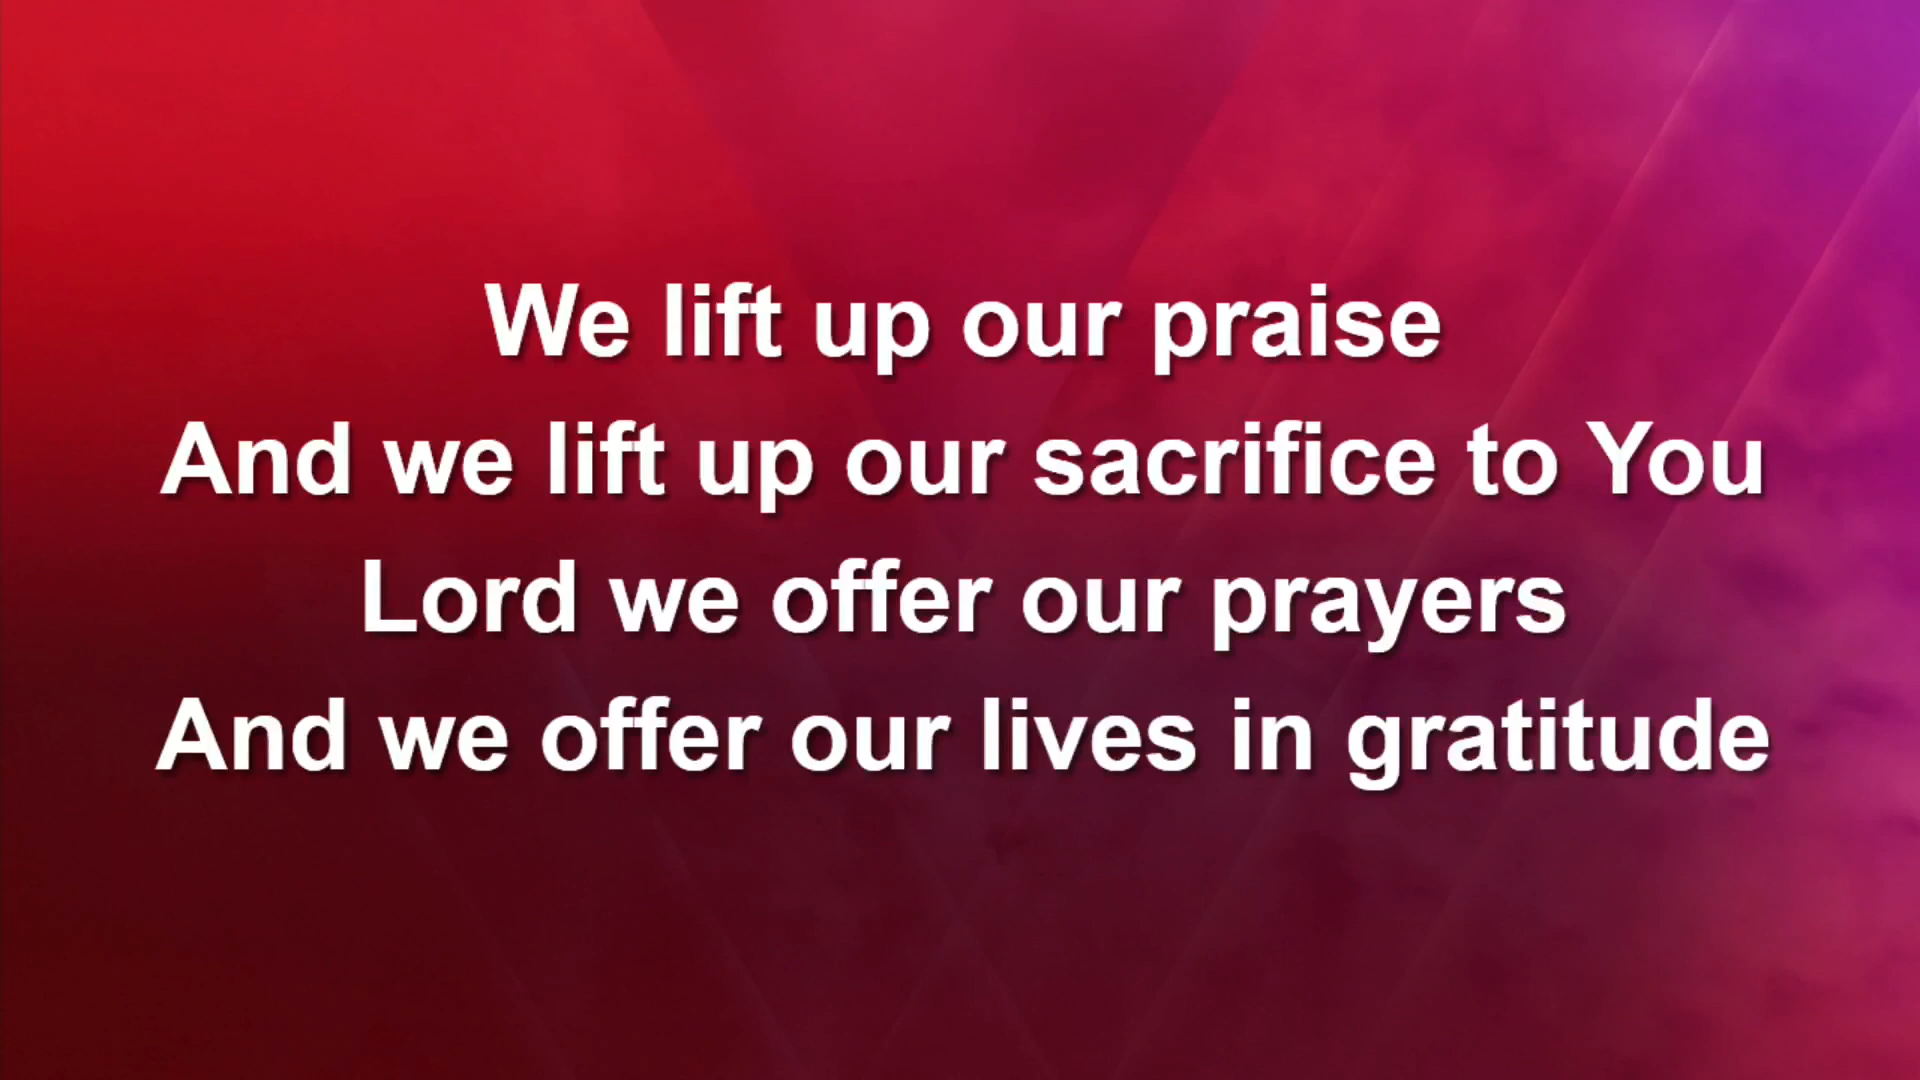 We lift up our praise
And we lift up our sacrifice to You
Lord we offer our prayers
And we offer our lives in gratitude